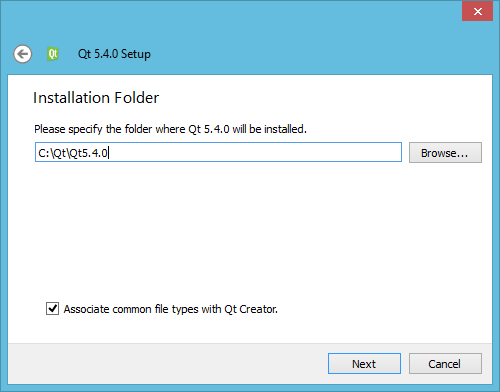 Qt Qt 5.4.0 Setup
Installation Folder
Please specify the folder where Qt 5.4.0 will be installed.
C:\Qt\Qt5.4.0
Browse...
Associate common file types with Qt Creator.
Next
Cancel